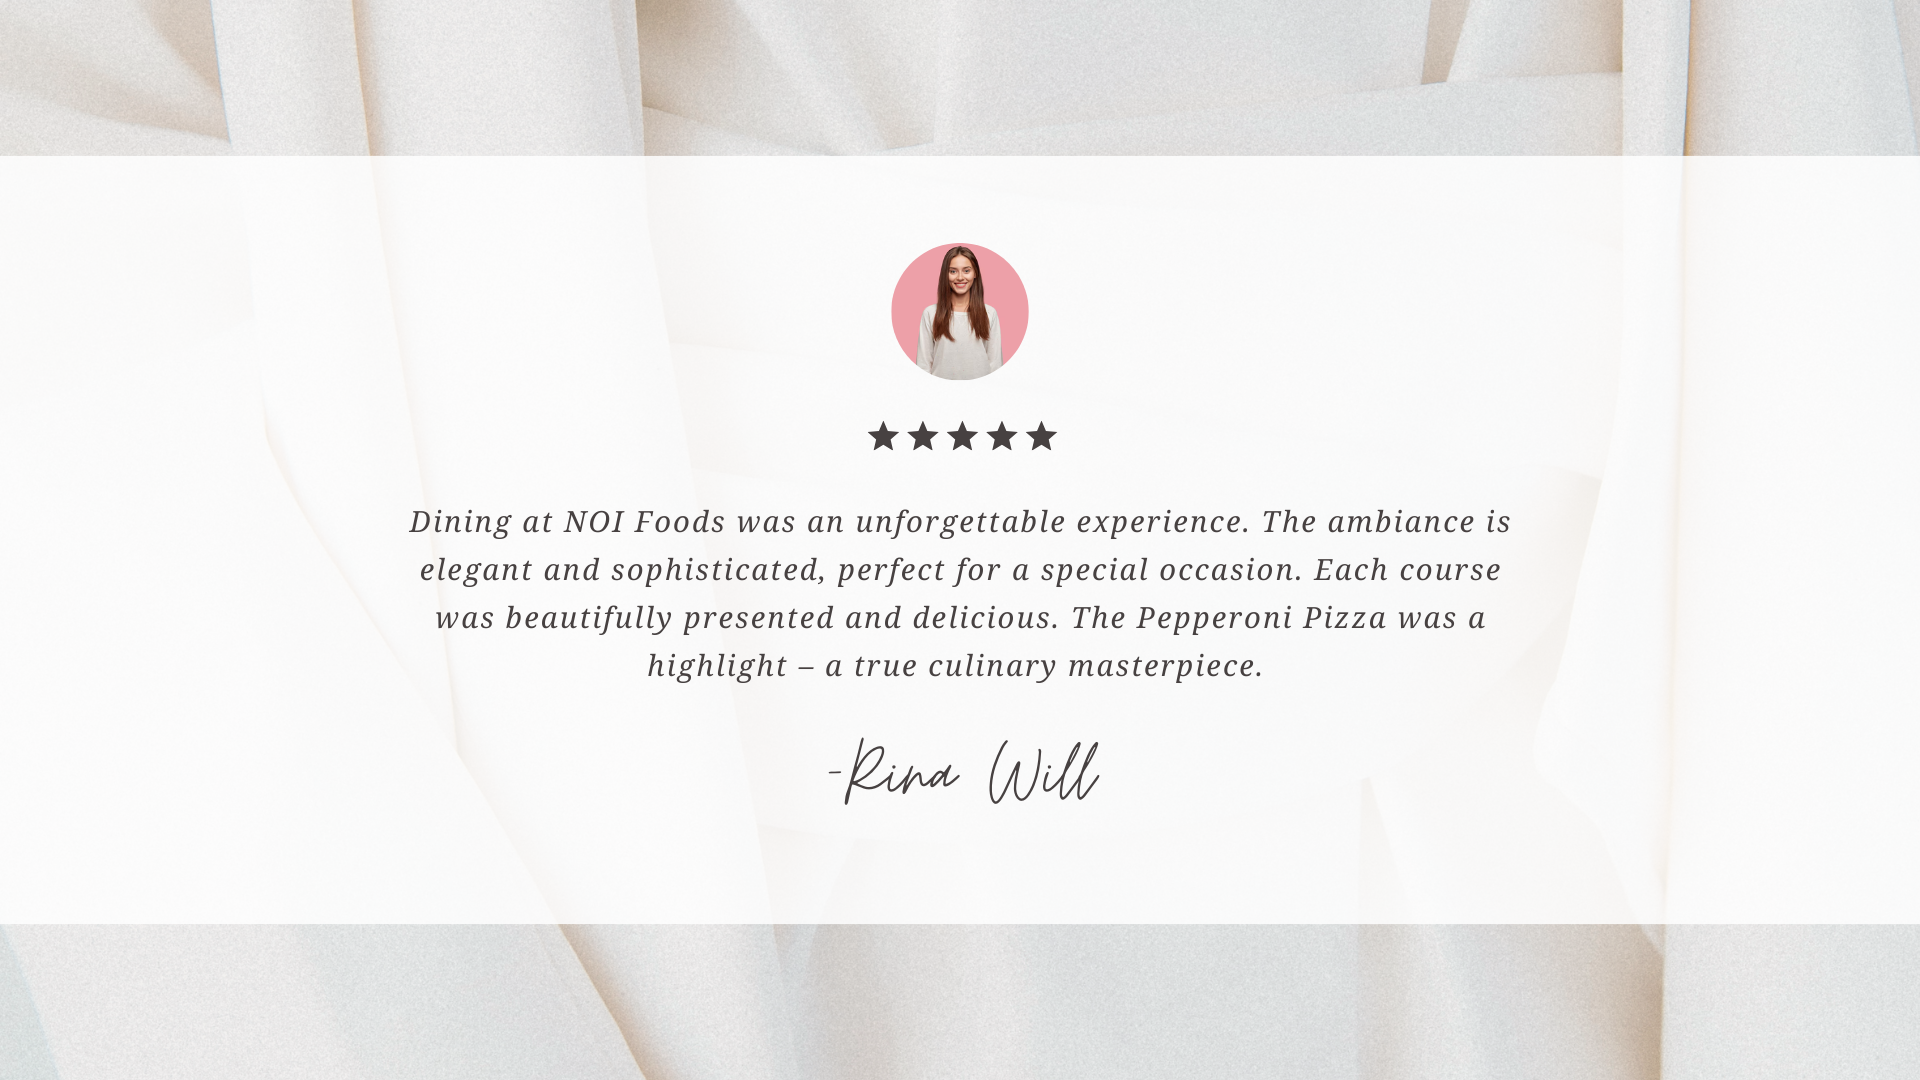 Dining at NOI Foods was an unforgettable experience. The ambiance is
elegant and sophisticated, perfect for a special occasion. Each course
was beautifully presented and delicious. The Pepperoni Pizza was a
highlight – a true culinary masterpiece.
-Rina Will